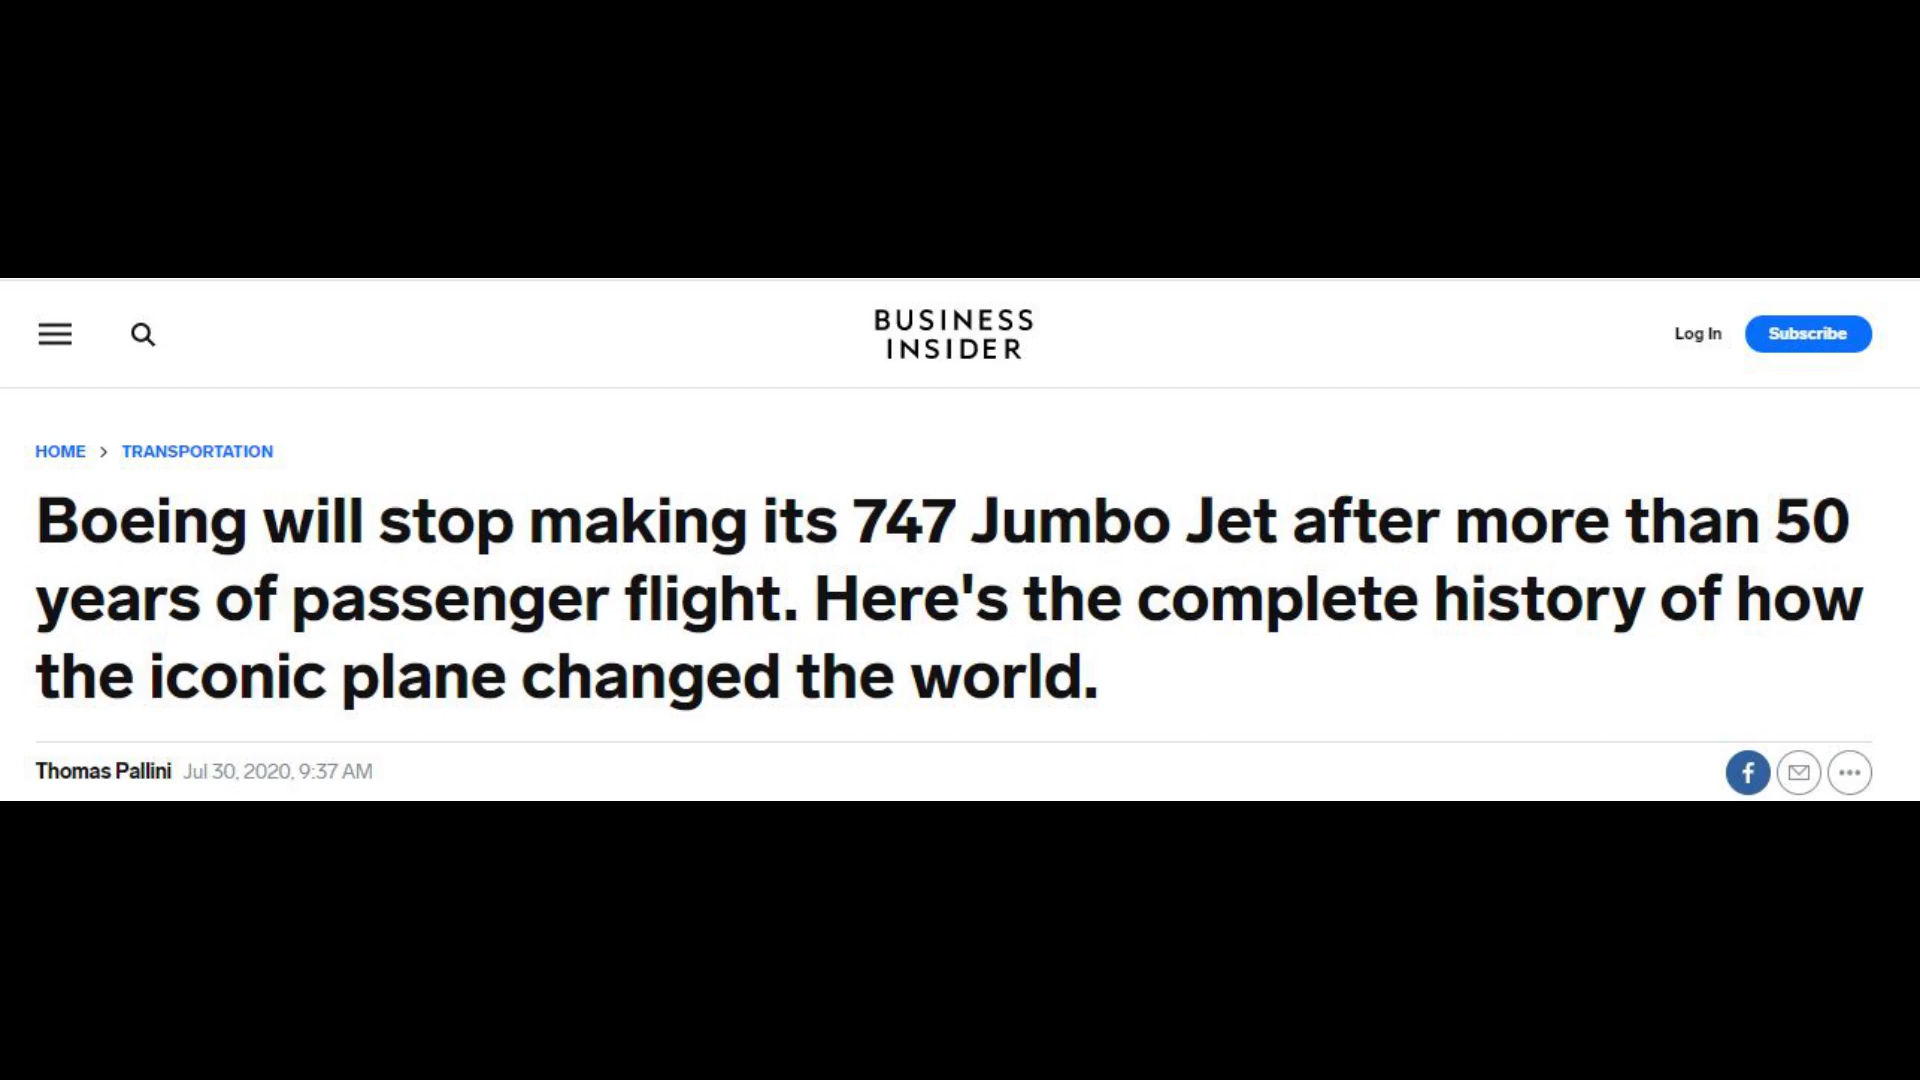 BUSINESS
INSIDER
Log In
Subscribe
HOME > TRANSPORTATION
Boeing will stop making its 747 Jumbo Jet after more than 50
years of passenger flight. Here's the complete history of how
the iconic plane changed the world.
Thomas Pallini Jul 30, 2020, 9:37 AM